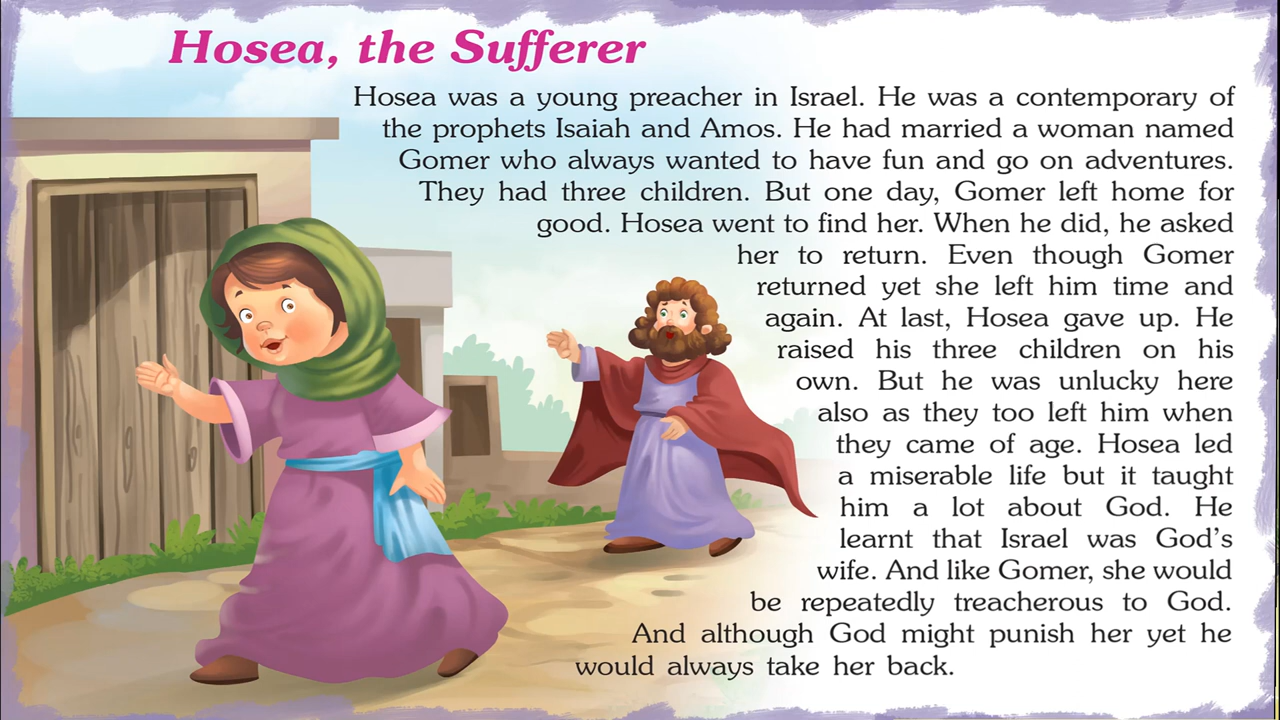 Hosea, the Sufferer
Hosea was a young preacher in Israel. He was a contemporary of
the prophets Isaiah and Amos. He had married a woman named
Gomer who always wanted to have fun and go on adventures.
They had three children. But one day, Gomer left home for
good. Hosea went to find her. When he did, he asked
her to return. Even though Gomer
returned yet she left him time and
again. At last, Hosea gave up. He
raised his three children on his
own. But he was unlucky here
also as they too left him when
they came of age. Hosea led
a miserable life but it taught
him a lot about God. He
learnt that Israel was God's
wife. And like Gomer, she would
be repeatedly treacherous to God.
And although God might punish her yet he
would always take her back.